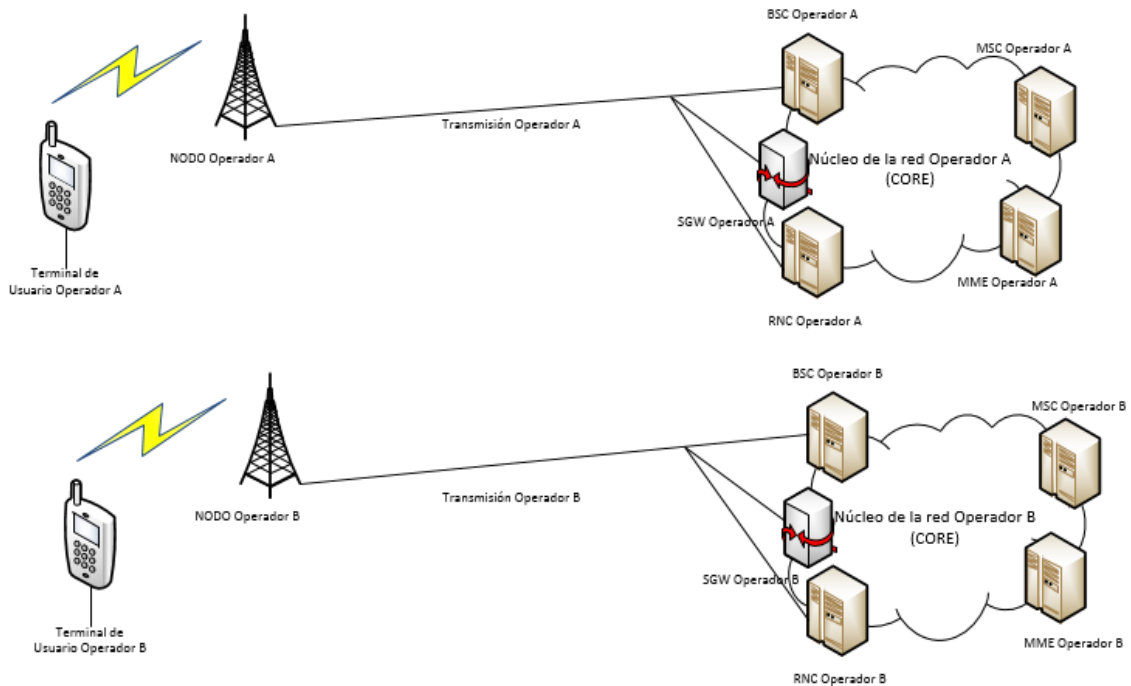 BSC Operador A
MSC Operador A
Transmisión Operador A
NODO Operador A
Núcleo de la red Operador A
(CORE)
SGW Operador A
Terminal de
Usuario Operador A
MME Operador A
RNC Operador A
BSC Operador B
MSC Operador B
Transmisión Operador B
NODO Operador B
Núcleo de la red Operador B
(CORE)
SGW Operador B
Terminal de
Usuario Operador B
MME Operador B
RNC Operador B